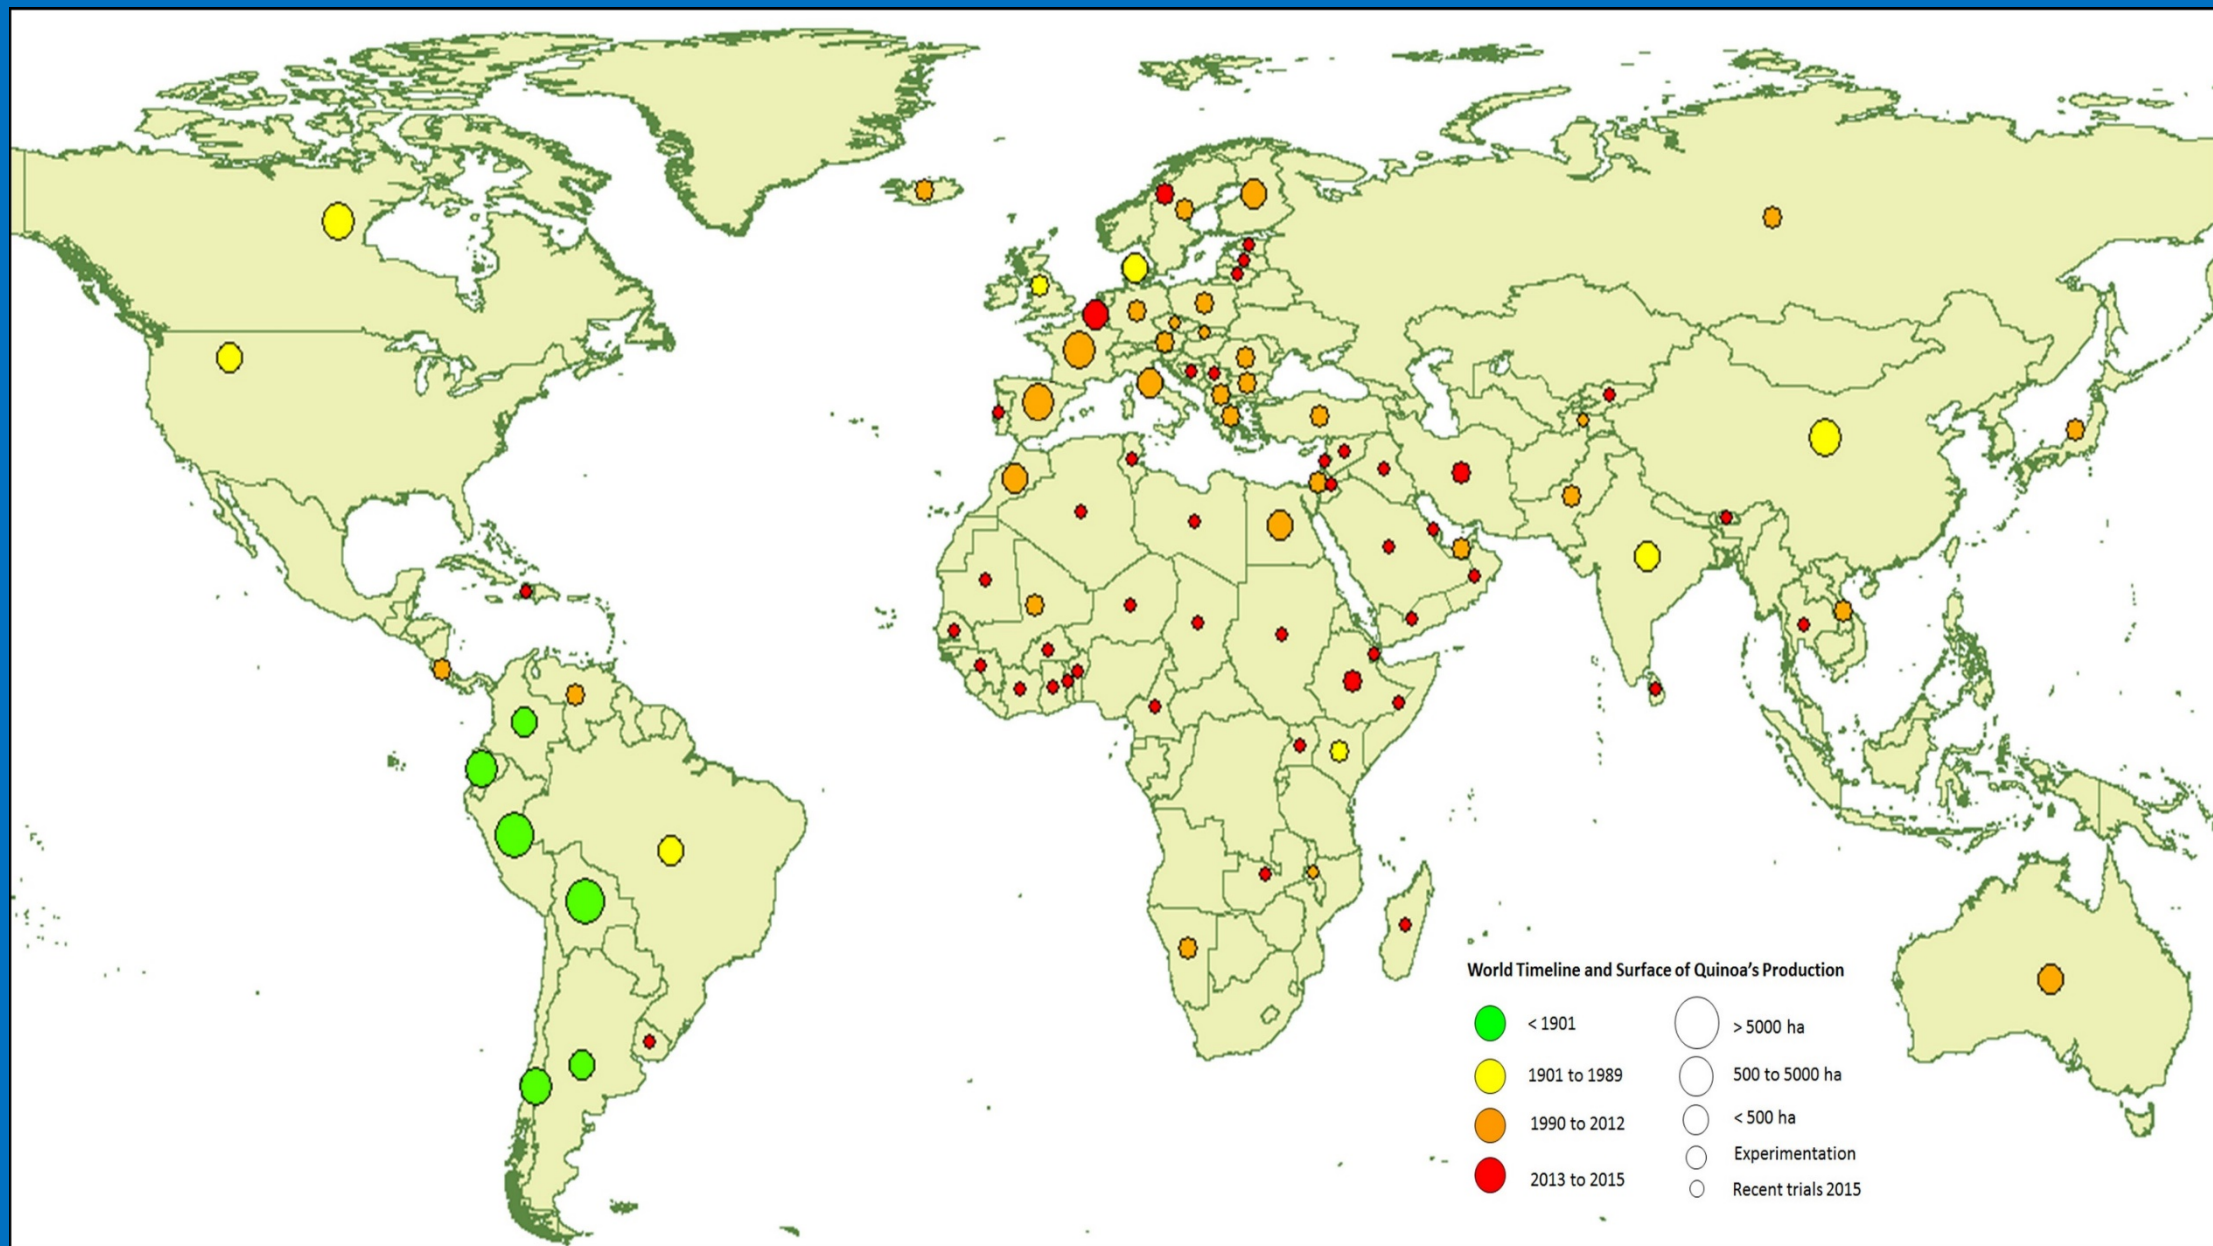 World Timeline and Surface of Quinoa's Production
< 1901
> 5000 ha
1901 to 1989
500 to 5000 ha
1990 to 2012
< 500 ha
Experimentation
2013 to 2015
Recent trials 2015